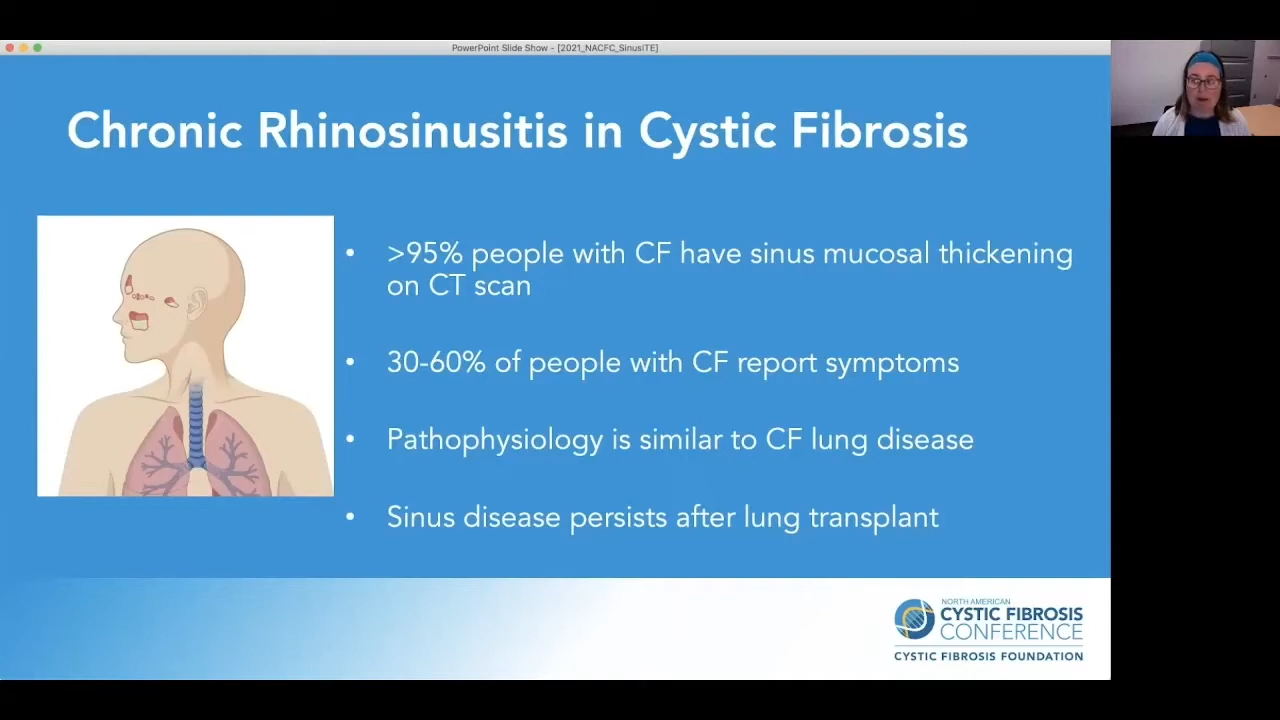 PowerPoint Slide Show - [2021_NACFC_SinusITE]
Chronic Rhinosinusitis in Cystic Fibrosis
• >95% people with CF have sinus mucosal thickening
on CT scan
• 30-60% of people with CF report symptoms
• Pathophysiology is similar to CF lung disease
• Sinus disease persists after lung transplant
NORTH AMERICAN
CYSTIC FIBROSIS
CONFERENCE
CYSTIC FIBROSIS FOUNDATION